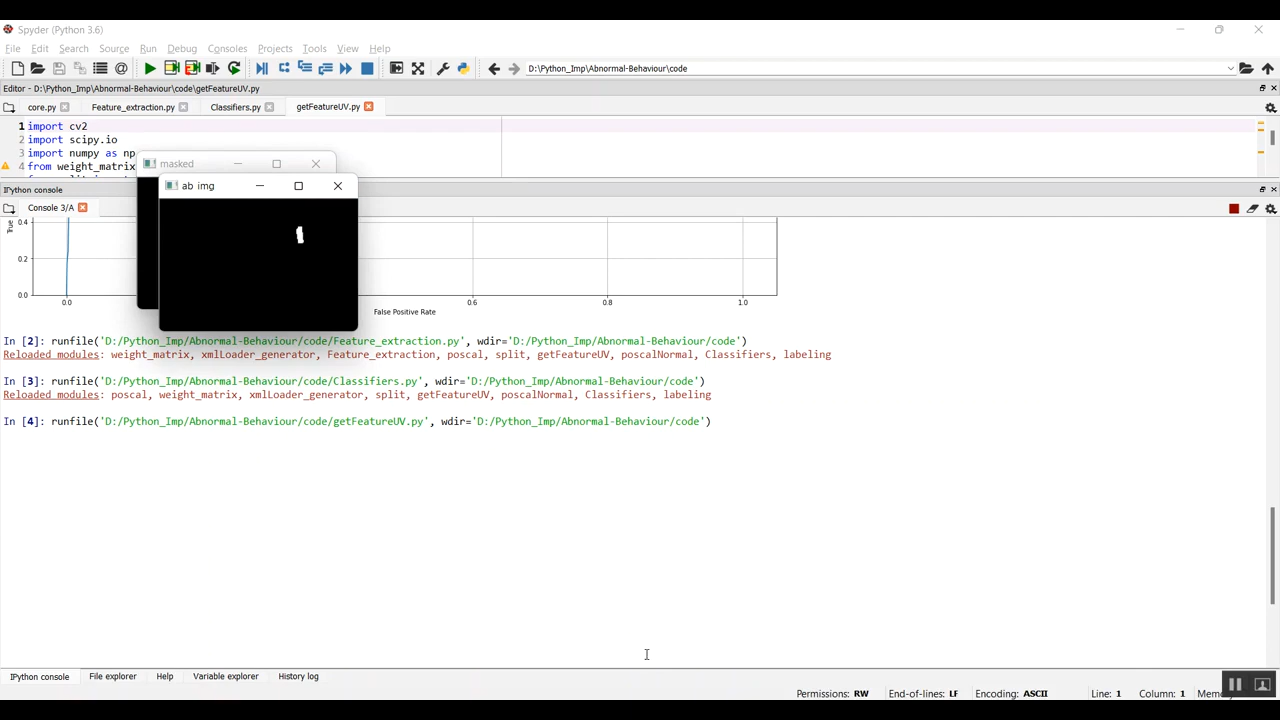 Spyder (Python 3.6)
File Edit Search Source Run Debug Consoles Projects Tools View Help
D:\Python_Imp\Abnormal-Behaviour\code
Editor - D:\Python_Imp\Abnormal-Behaviour\code\getFeatureUV.py
core.py Feature_extraction.py Classifiers.py getFeatureUV.py
1 import cv2
2 import scipy.io
3 import numpy as np
4 from weight_matrix
masked
ab img
IPython console
Console 3/A
True
0.4
0.2
0.0
0.0 0.6 0.8 1.0
False Positive Rate
In [2]: runfile('D:/Python_Imp/Abnormal-Behaviour/code/Feature_extraction.py', wdir='D:/Python_Imp/Abnormal-Behaviour/code')
Reloaded modules: weight_matrix, xmlLoader_generator, Feature_extraction, poscal, split, getFeatureUV, poscalNormal, Classifiers, labeling
In [3]: runfile('D:/Python_Imp/Abnormal-Behaviour/code/Classifiers.py', wdir='D:/Python_Imp/Abnormal-Behaviour/code')
Reloaded modules: poscal, weight_matrix, xmlLoader_generator, split, getFeatureUV, poscalNormal, Classifiers, labeling
In [4]: runfile('D:/Python_Imp/Abnormal-Behaviour/code/getFeatureUV.py', wdir='D:/Python_Imp/Abnormal-Behaviour/code')
IPython console File explorer Help Variable explorer History log
Permissions: RW End-of-lines: LF Encoding: ASCII Line: 1 Column: 1